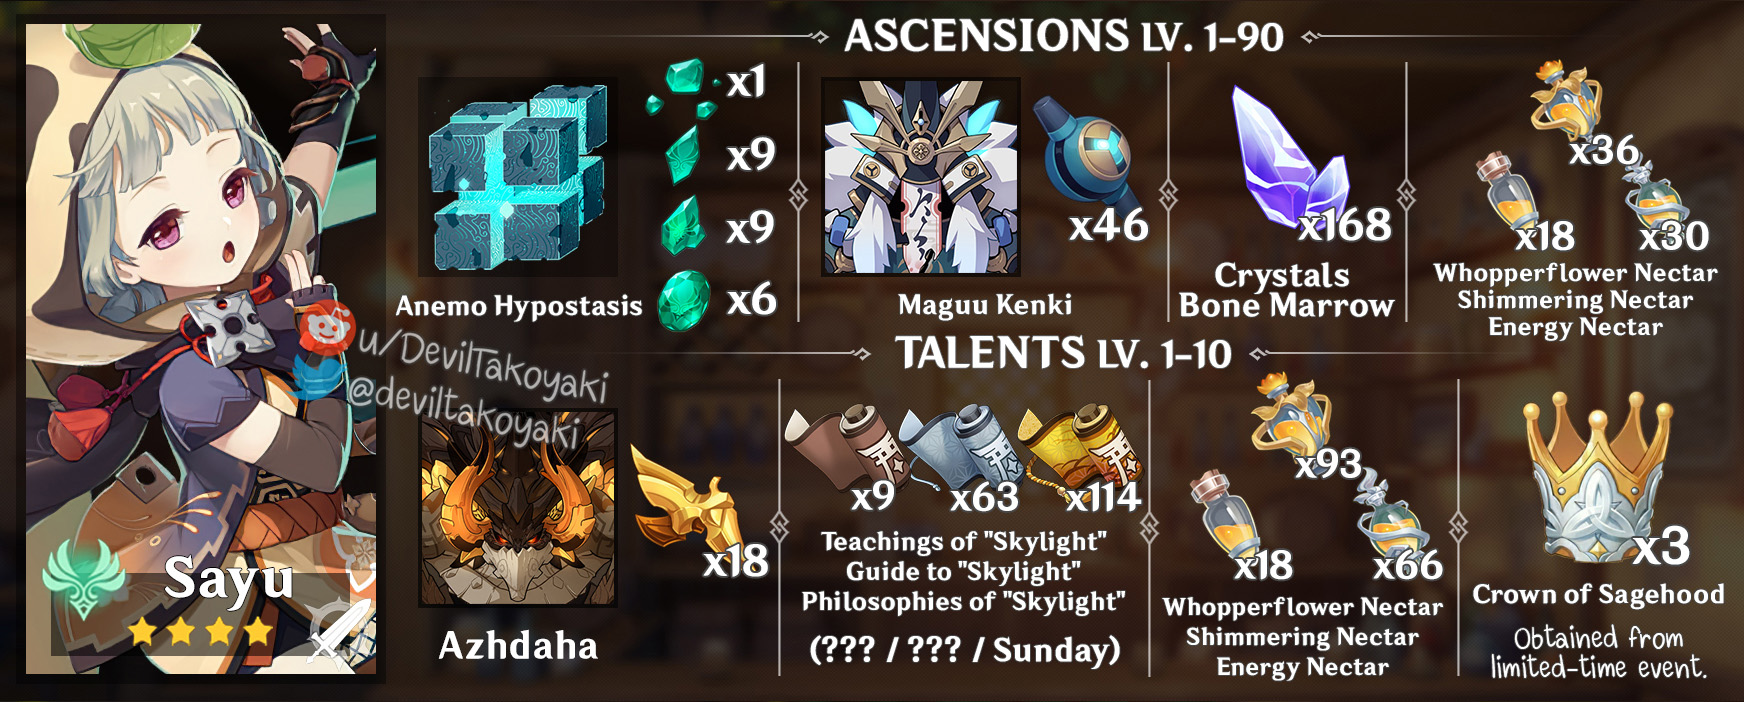 ASCENSIONS LV. 1-90
x1
x9
x9
x6
Anemo Hypostasis
x46
Maguu Kenki
x168
Crystals
Bone Marrow
x36
x18
x30
Whopperflower Nectar
Shimmering Nectar
Energy Nectar
u/DevilTakoyaki
@deviltakoyaki
Sayu
TALENTS LV. 1-10
x18
Azhdaha
x9
x63
x114
Teachings of "Skylight"
Guide to "Skylight"
Philosophies of "Skylight"
(??? / ??? / Sunday)
x93
x18
x66
Whopperflower Nectar
Shimmering Nectar
Energy Nectar
x3
Crown of Sagehood
Obtained from
limited-time event.